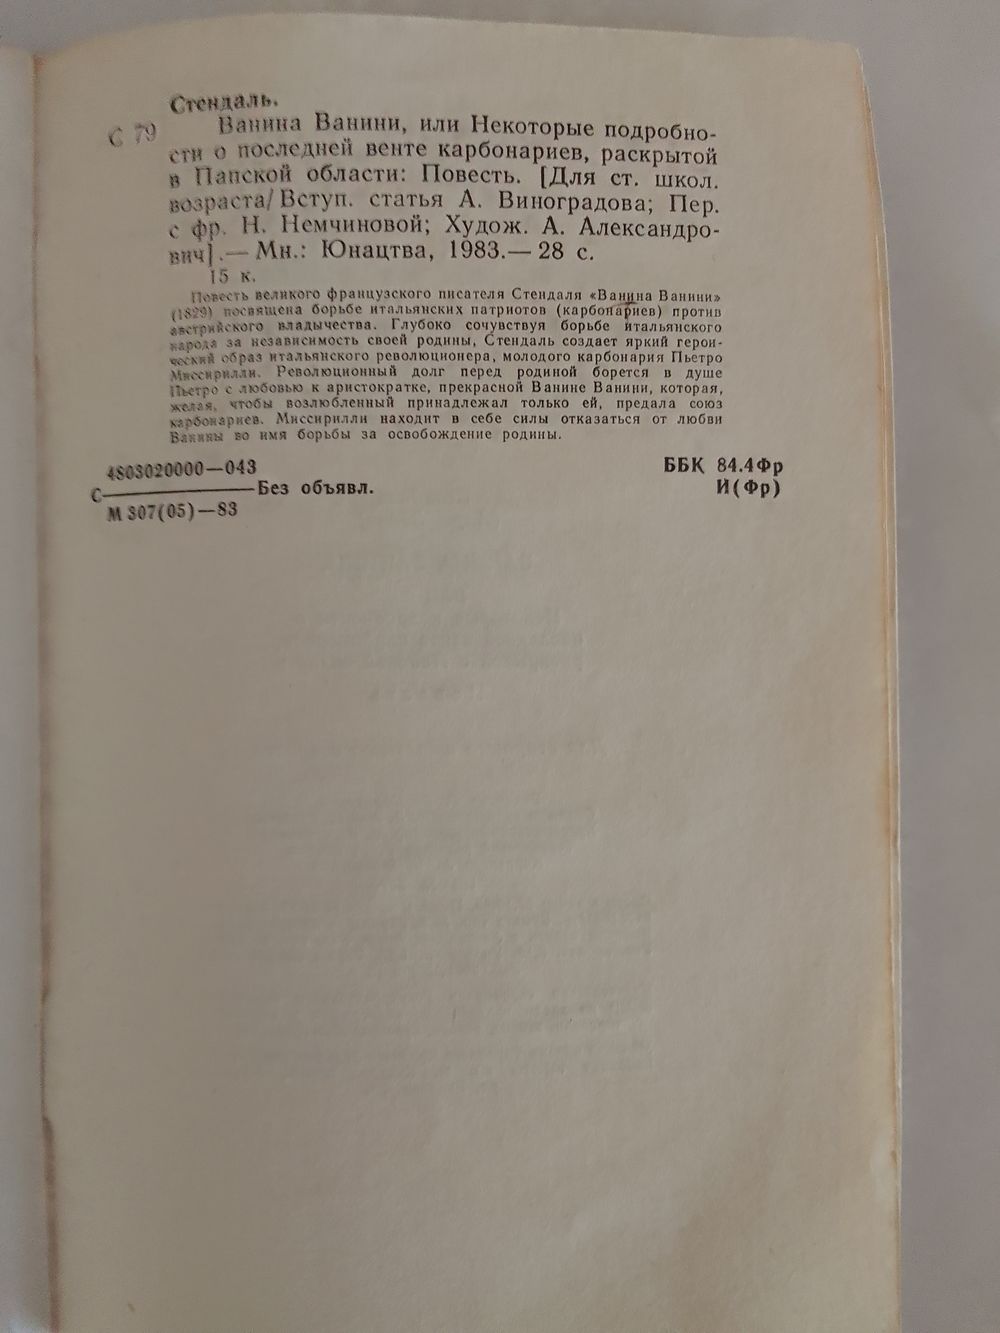 Стендаль.
С 79
Ванина Ванини, или Некоторые подробно-
сти о последней венте карбонариев, раскрытой
в Папской области: Повесть. [Для ст. школ.
возраста/Вступ. статья А. Виноградова; Пер.
с фр. Н. Немчиновой; Худож. А. Александро-
вич].— Мн.: Юнацтва, 1983.— 28 с.
15 к.
Повесть великого французского писателя Стендаля «Ванина Ванини»
(1829) посвящена борьбе итальянских патриотов (карбонариев) против
австрийского владычества. Глубоко сочувствуя борьбе итальянского
народа за независимость своей родины, Стендаль создает яркий герои-
ческий образ итальянского революционера, молодого карбонария Пьетро
Миссирилли. Революционный долг перед родиной борется в душе
Пьетро с любовью к аристократке, прекрасной Ванине Ванини, которая,
желая, чтобы возлюбленный принадлежал только ей, предала союз
карбонариев. Миссирилли находит в себе силы отказаться от любви
Ванины во имя борьбы за освобождение родины.
4803020000—043
С———Без объявл.
М 307(05)—83
ББК 84.4Фр
И(Фр)